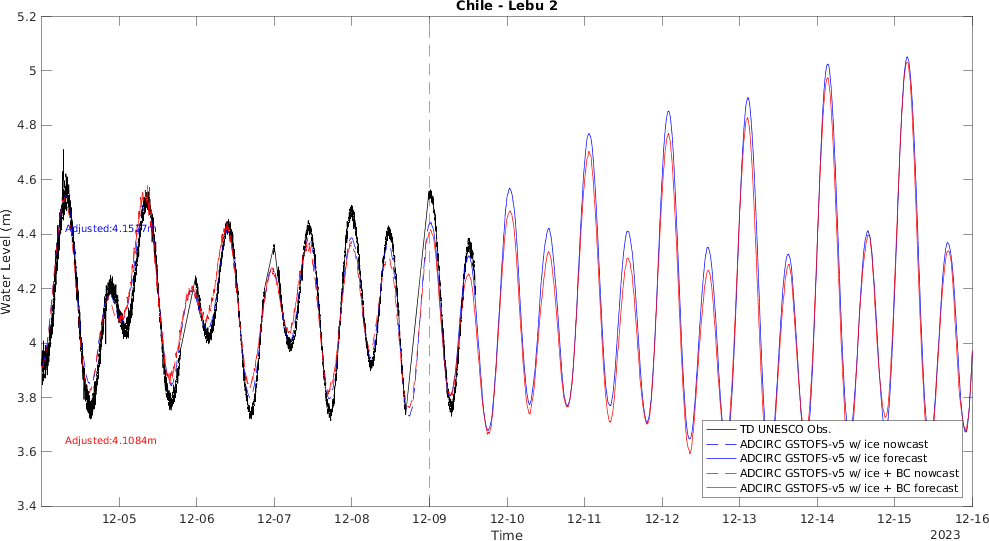 Chile - Lebu 2
5.2
5
4.8
4.6
4.4
4.2
4
3.8
3.6
3.4
Water Level (m)
Adjusted:4.1527m
Adjusted:4.1084m
TD UNESCO Obs.
ADCIRC GSTOFS-v5 w/ ice nowcast
ADCIRC GSTOFS-v5 w/ ice forecast
ADCIRC GSTOFS-v5 w/ ice + BC nowcast
ADCIRC GSTOFS-v5 w/ ice + BC forecast
12-05 12-06 12-07 12-08 12-09 12-10 12-11 12-12 12-13 12-14 12-15 12-16
Time
2023